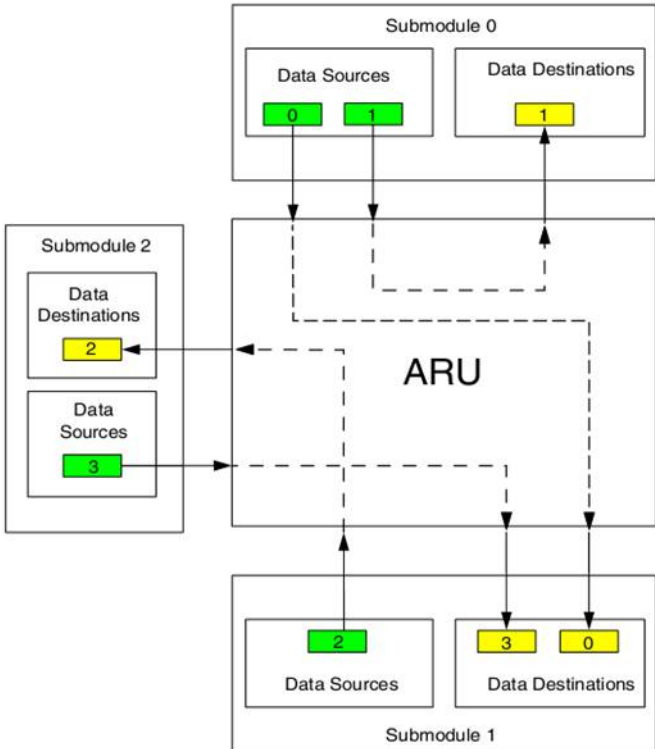 Submodule 0
Data Sources
Data Destinations
0
1
1
Submodule 2
Data
Destinations
2
ARU
Data
Sources
3
2
3
0
Data Sources
Data Destinations
Submodule 1